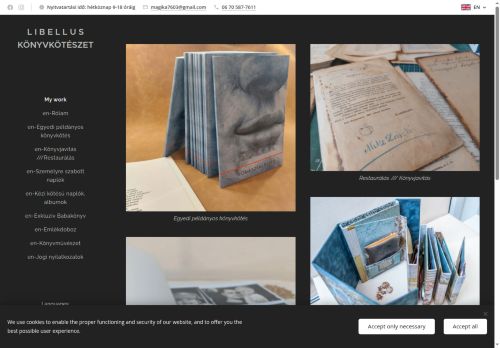 Nyitvatartási idő: hétköznap 9-18 óráig
magika7603@gmail.com
06 70 587-7611
EN
LIBELLUS
KÖNYVKÖTÉSZET
My work
en-Rólam
en-Egyedi példányos
könyvkötés
en-Könyvjavítás
///Restaurálás
en-Személyre szabott
naplók
en-Kézi kötésű naplók,
albumok
en-Exkluzív Babakönyv
en-Emlékdoboz
en-Könyvművészet
en-Jogi nyilatkozatok
Languages
Egyedi példányos könyvkötés
Restaurálás /// Könyvjavítás
We use cookies to enable the proper functioning and security of our website, and to offer you the
best possible user experience.
Accept only necessary
Accept all